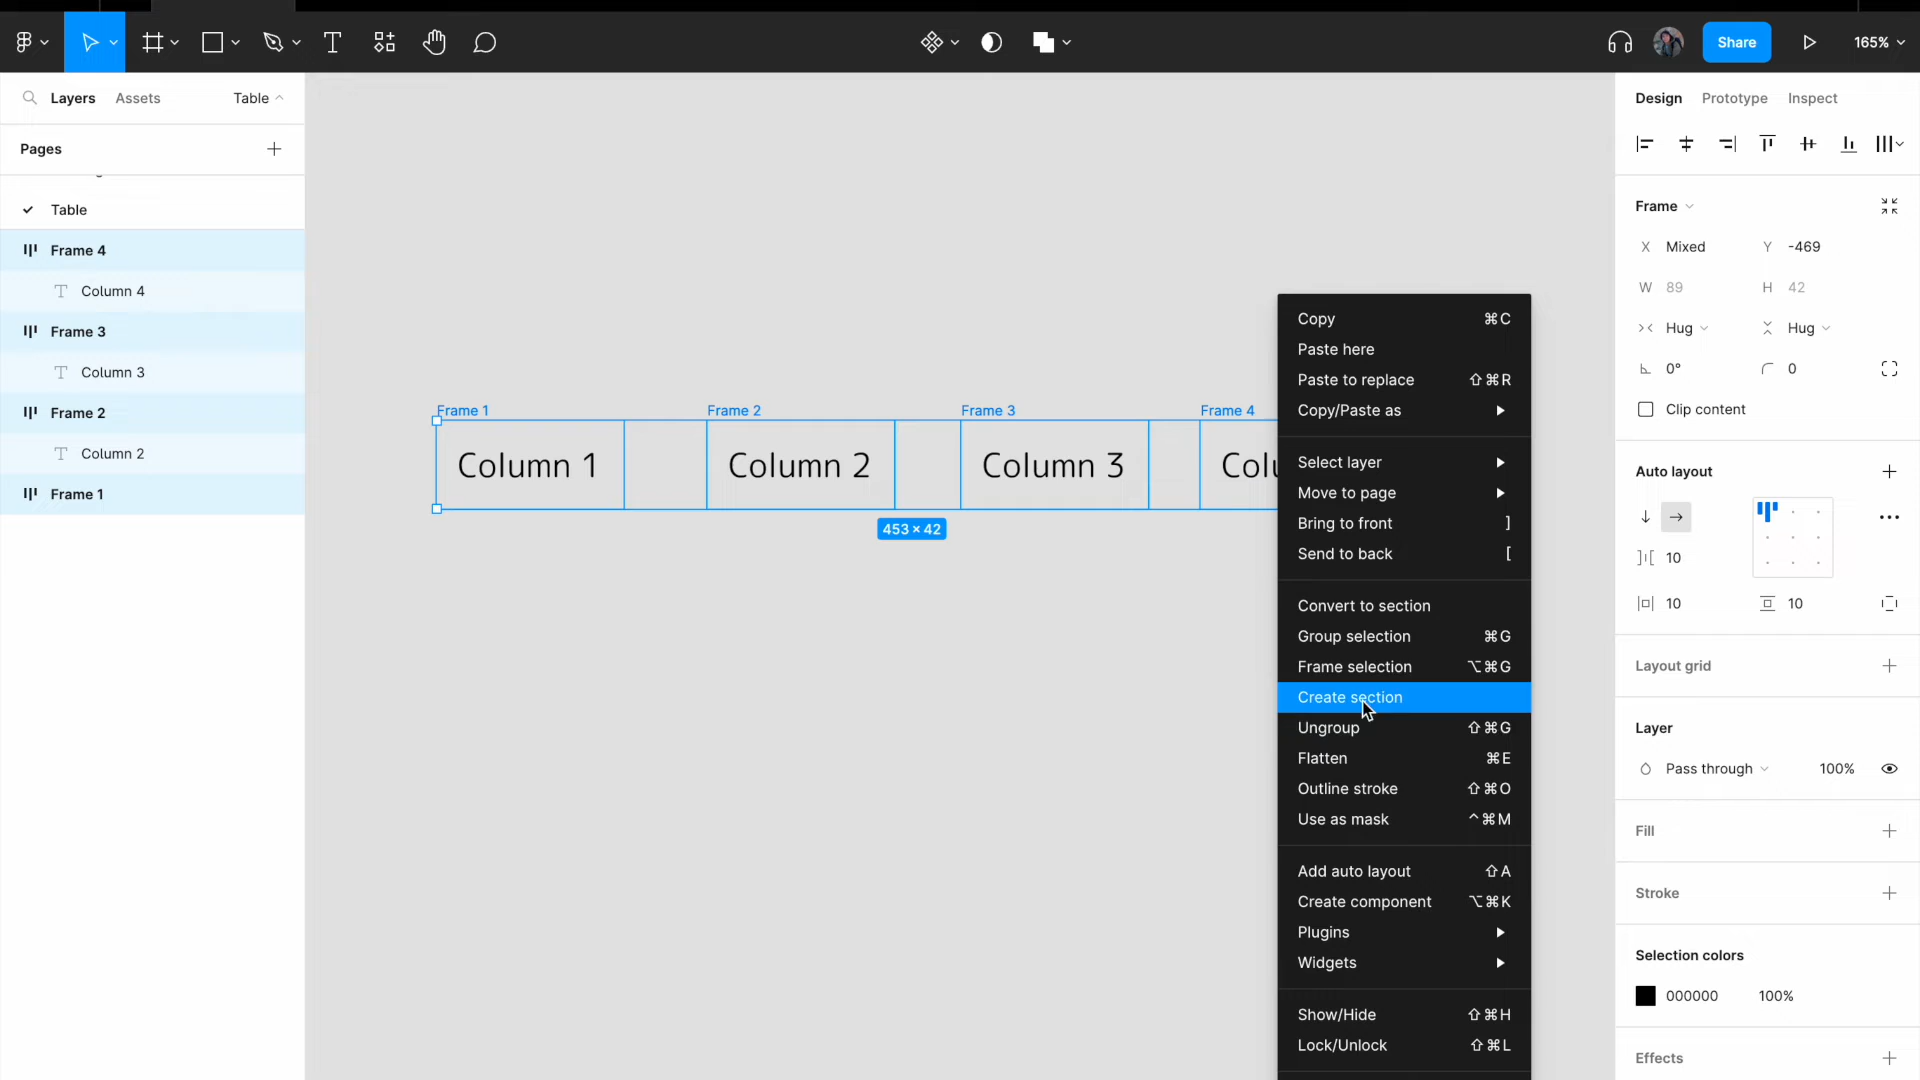 Share
165%
Layers
Assets
Table
Pages
Table
Frame 4
Column 4
Frame 3
Column 3
Frame 2
Column 2
Frame 1
Frame 1
Frame 2
Frame 3
Frame 4
Column 1
Column 2
Column 3
Colu
453 × 42
Copy ⌘C
Paste here
Paste to replace ⇧⌘R
Copy/Paste as
Select layer
Move to page
Bring to front ]
Send to back [
Convert to section
Group selection ⌘G
Frame selection ⌥⌘G
Create section
Ungroup ⇧⌘G
Flatten ⌘E
Outline stroke ⇧⌘O
Use as mask ^⌘M
Add auto layout ⇧A
Create component ⌥⌘K
Plugins
Widgets
Show/Hide ⇧⌘H
Lock/Unlock ⇧⌘L
Design
Prototype
Inspect
Frame
X Mixed Y -469
W 89 H 42
Hug Hug
0° 0
Clip content
Auto layout
10
10 10
Layout grid
Layer
Pass through 100%
Fill
Stroke
Selection colors
000000 100%
Effects